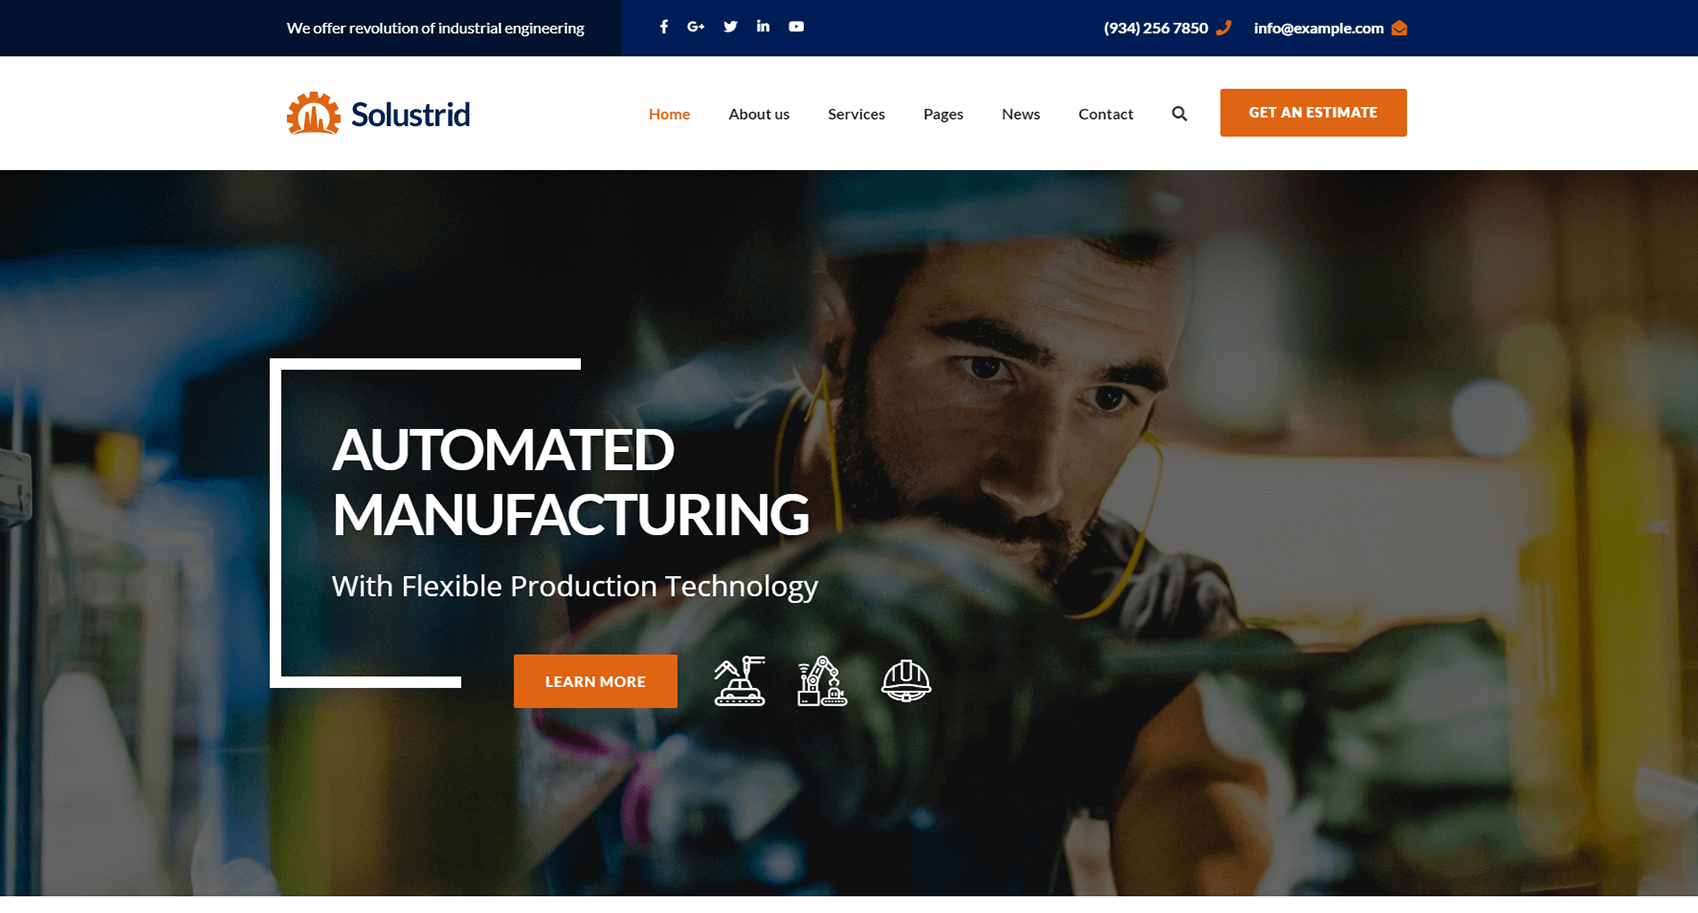 We offer revolution of industrial engineering
(934) 256 7850
info@example.com
Solustrid
Home
About us
Services
Pages
News
Contact
GET AN ESTIMATE
AUTOMATED
MANUFACTURING
With Flexible Production Technology
LEARN MORE